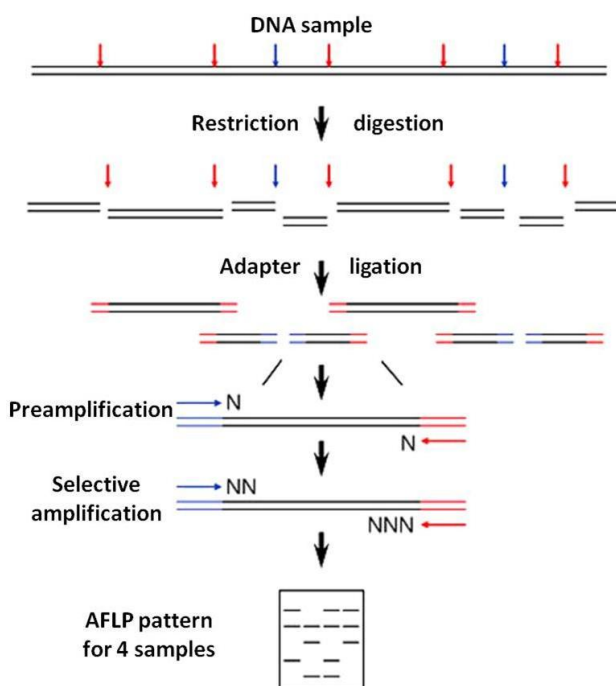 DNA sample
Restriction digestion
Adapter ligation
Preamplification
N
N
Selective
amplification
NN
NNN
AFLP pattern
for 4 samples